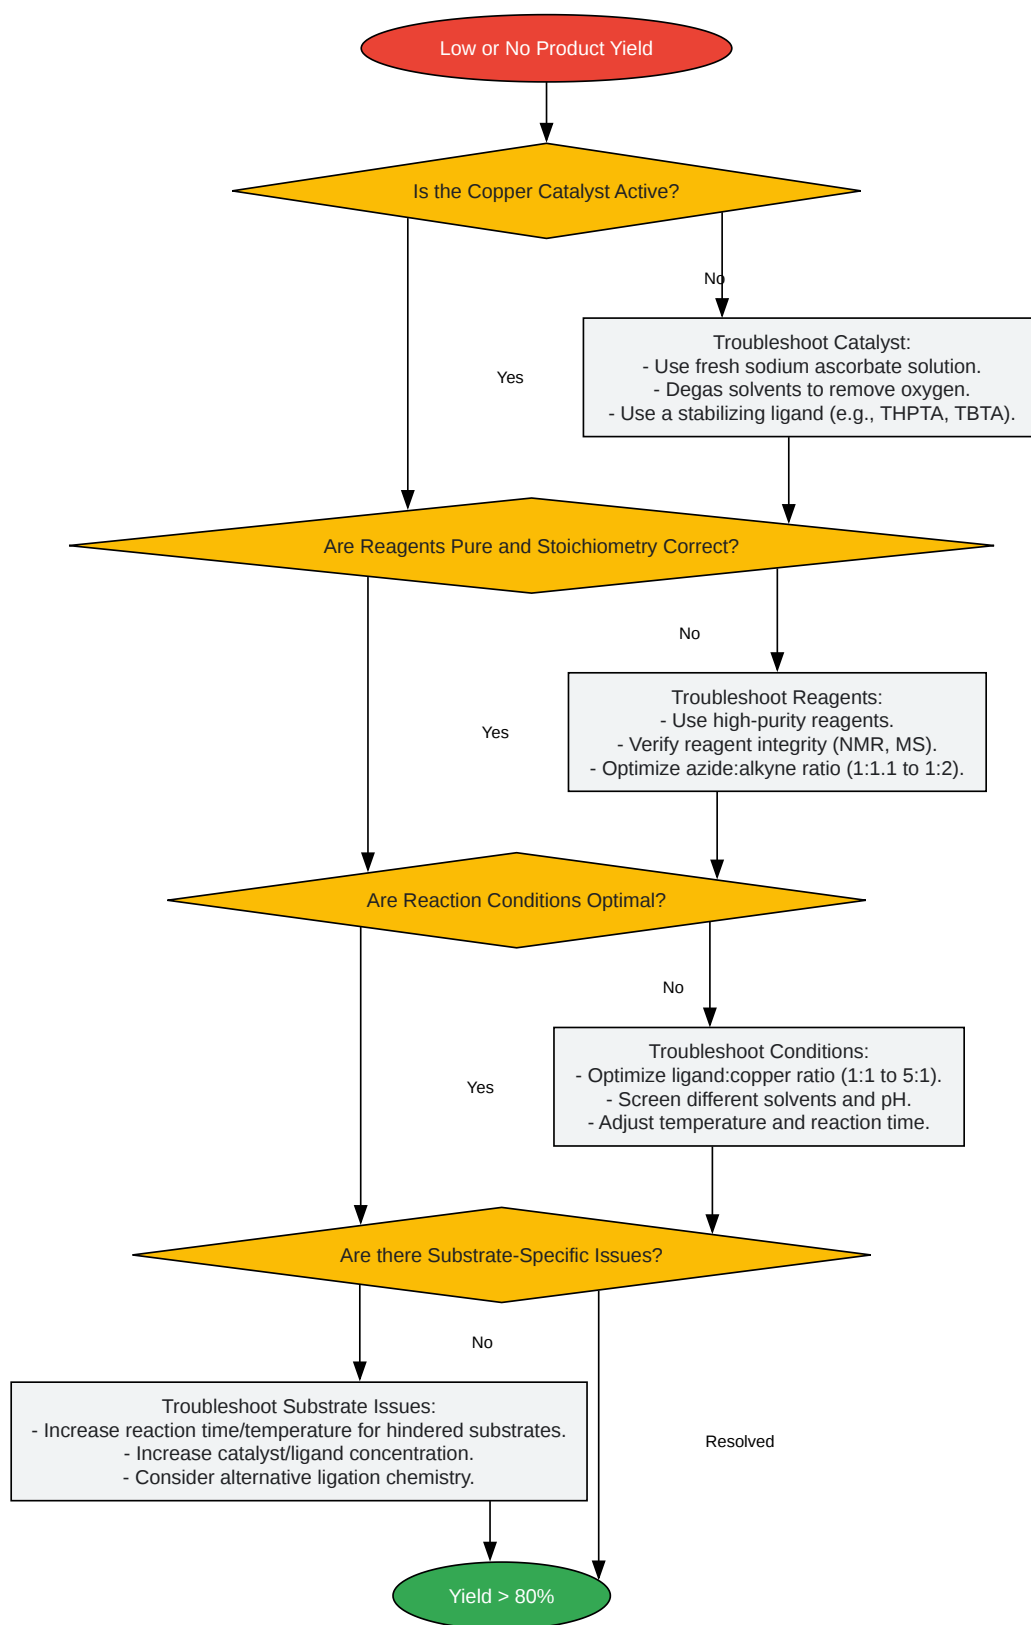 Low or No Product Yield
Is the Copper Catalyst Active?
No
Troubleshoot Catalyst:
- Use fresh sodium ascorbate solution.
- Degas solvents to remove oxygen.
- Use a stabilizing ligand (e.g., THPTA, TBTA).
Yes
Are Reagents Pure and Stoichiometry Correct?
No
Troubleshoot Reagents:
- Use high-purity reagents.
- Verify reagent integrity (NMR, MS).
- Optimize azide:alkyne ratio (1:1.1 to 1:2).
Yes
Are Reaction Conditions Optimal?
No
Troubleshoot Conditions:
- Optimize ligand:copper ratio (1:1 to 5:1).
- Screen different solvents and pH.
- Adjust temperature and reaction time.
Yes
Are there Substrate-Specific Issues?
No
Troubleshoot Substrate Issues:
- Increase reaction time/temperature for hindered substrates.
- Increase catalyst/ligand concentration.
- Consider alternative ligation chemistry.
Resolved
Yield > 80%